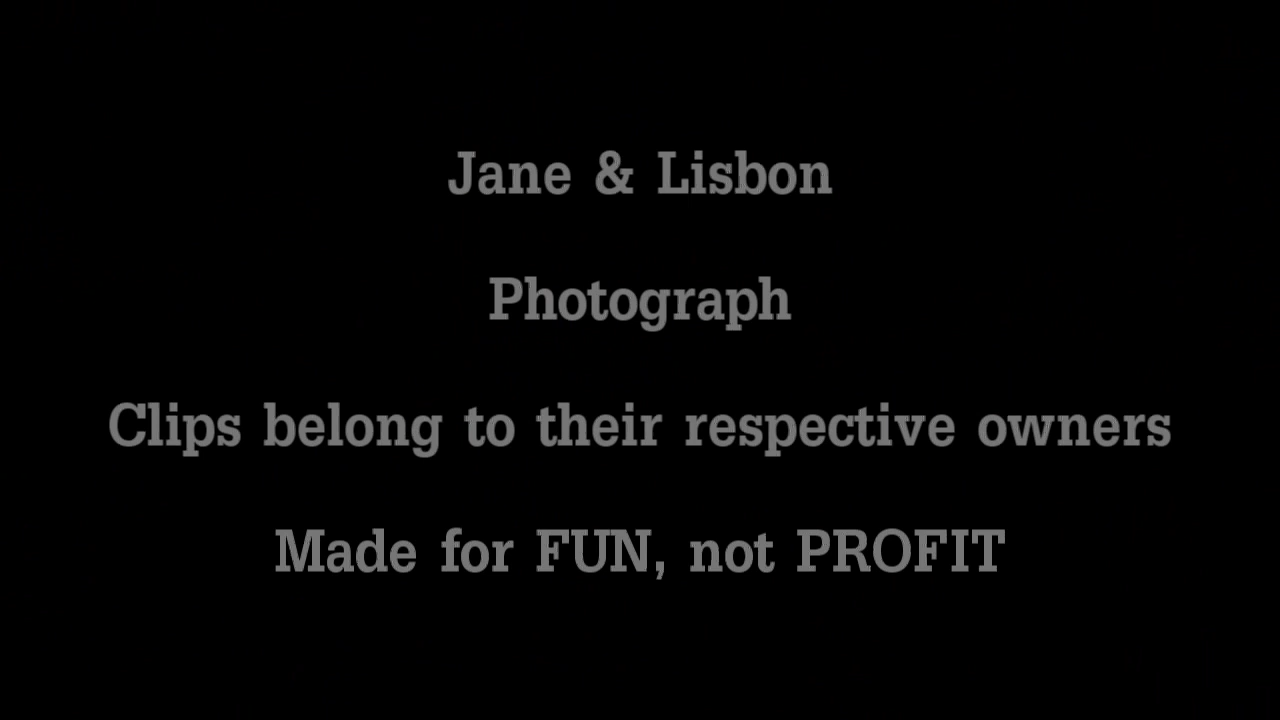 Jane & Lisbon
Photograph
Clips belong to their respective owners
Made for FUN, not PROFIT